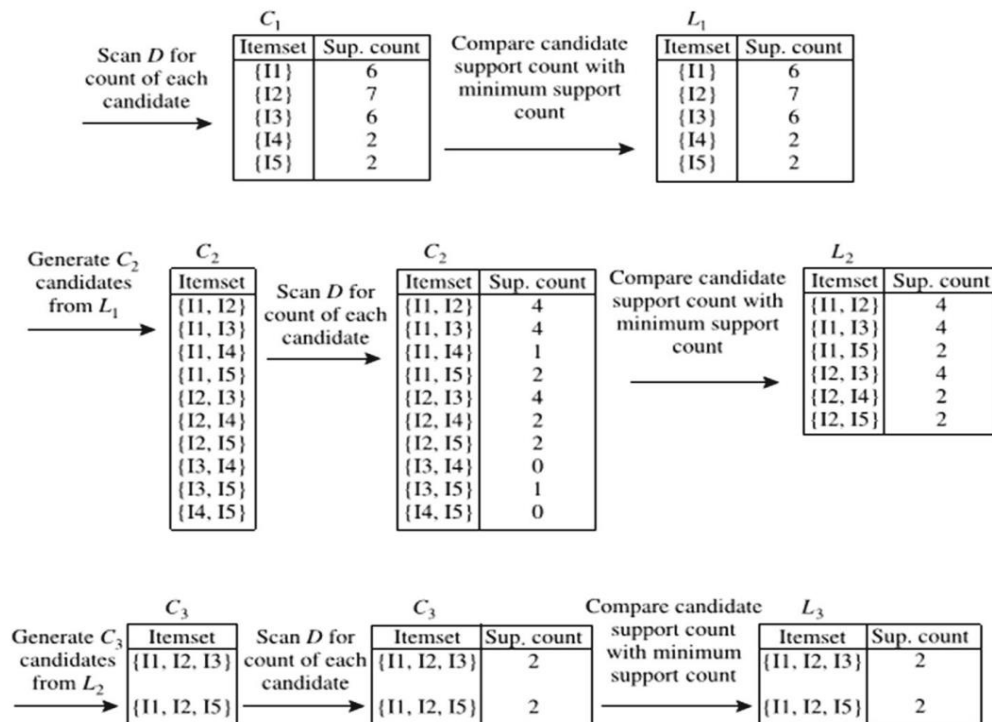 C1
L1
Scan D for
count of each
candidate
Itemset Sup. count
{I1} 6
{I2} 7
{I3} 6
{I4} 2
{I5} 2
Compare candidate
support count with
minimum support
count
Itemset Sup. count
{I1} 6
{I2} 7
{I3} 6
{I4} 2
{I5} 2
Generate C2
candidates
from L1
C2
Itemset
{I1, I2}
{I1, I3}
{I1, I4}
{I1, I5}
{I2, I3}
{I2, I4}
{I2, I5}
{I3, I4}
{I3, I5}
{I4, I5}
Scan D for
count of each
candidate
C2
Itemset Sup. count
{I1, I2} 4
{I1, I3} 4
{I1, I4} 1
{I1, I5} 2
{I2, I3} 4
{I2, I4} 2
{I2, I5} 2
{I3, I4} 0
{I3, I5} 1
{I4, I5} 0
Compare candidate
support count with
minimum support
count
L2
Itemset Sup. count
{I1, I2} 4
{I1, I3} 4
{I1, I5} 2
{I2, I3} 4
{I2, I4} 2
{I2, I5} 2
Generate C3
candidates
from L2
C3
Itemset
{I1, I2, I3}
{I1, I2, I5}
Scan D for
count of each
candidate
C3
Itemset Sup. count
{I1, I2, I3} 2
{I1, I2, I5} 2
Compare candidate
support count
with minimum
support count
L3
Itemset Sup. count
{I1, I2, I3} 2
{I1, I2, I5} 2